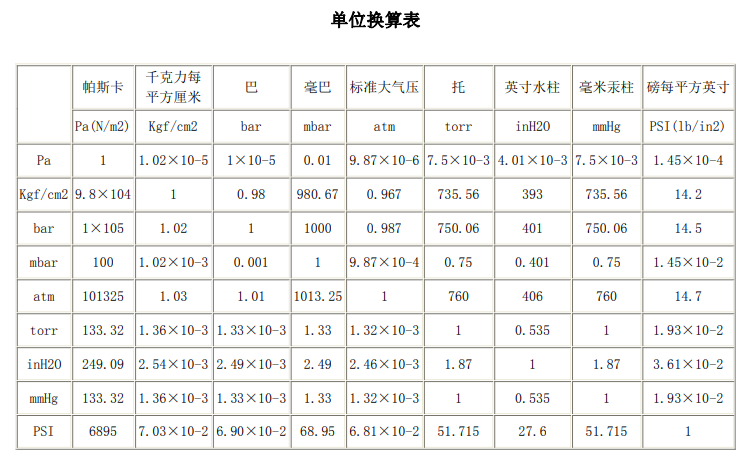 单位换算表
帕斯卡 千克力每平方厘米 巴 毫巴 标准大气压 托 英寸水柱 毫米汞柱 磅每平方英寸
Pa(N/m2) Kgf/cm2 bar mbar atm torr inH2O mmHg PSI(lb/in2)
Pa 1 1.02×10-5 1×10-5 0.01 9.87×10-6 7.5×10-3 4.01×10-3 7.5×10-3 1.45×10-4
Kgf/cm2 9.8×104 1 0.98 980.67 0.967 735.56 393 735.56 14.2
bar 1×105 1.02 1 1000 0.987 750.06 401 750.06 14.5
mbar 100 1.02×10-3 0.001 1 9.87×10-4 0.75 0.401 0.75 1.45×10-2
atm 101325 1.03 1.01 1013.25 1 760 406 760 14.7
torr 133.32 1.36×10-3 1.33×10-3 1.33 1.32×10-3 1 0.535 1 1.93×10-2
inH2O 249.09 2.54×10-3 2.49×10-3 2.49 2.46×10-3 1.87 1 1.87 3.61×10-2
mmHg 133.32 1.36×10-3 1.33×10-3 1.33 1.32×10-3 1 0.535 1 1.93×10-2
PSI 6895 7.03×10-2 6.90×10-2 68.95 6.81×10-2 51.715 27.6 51.715 1